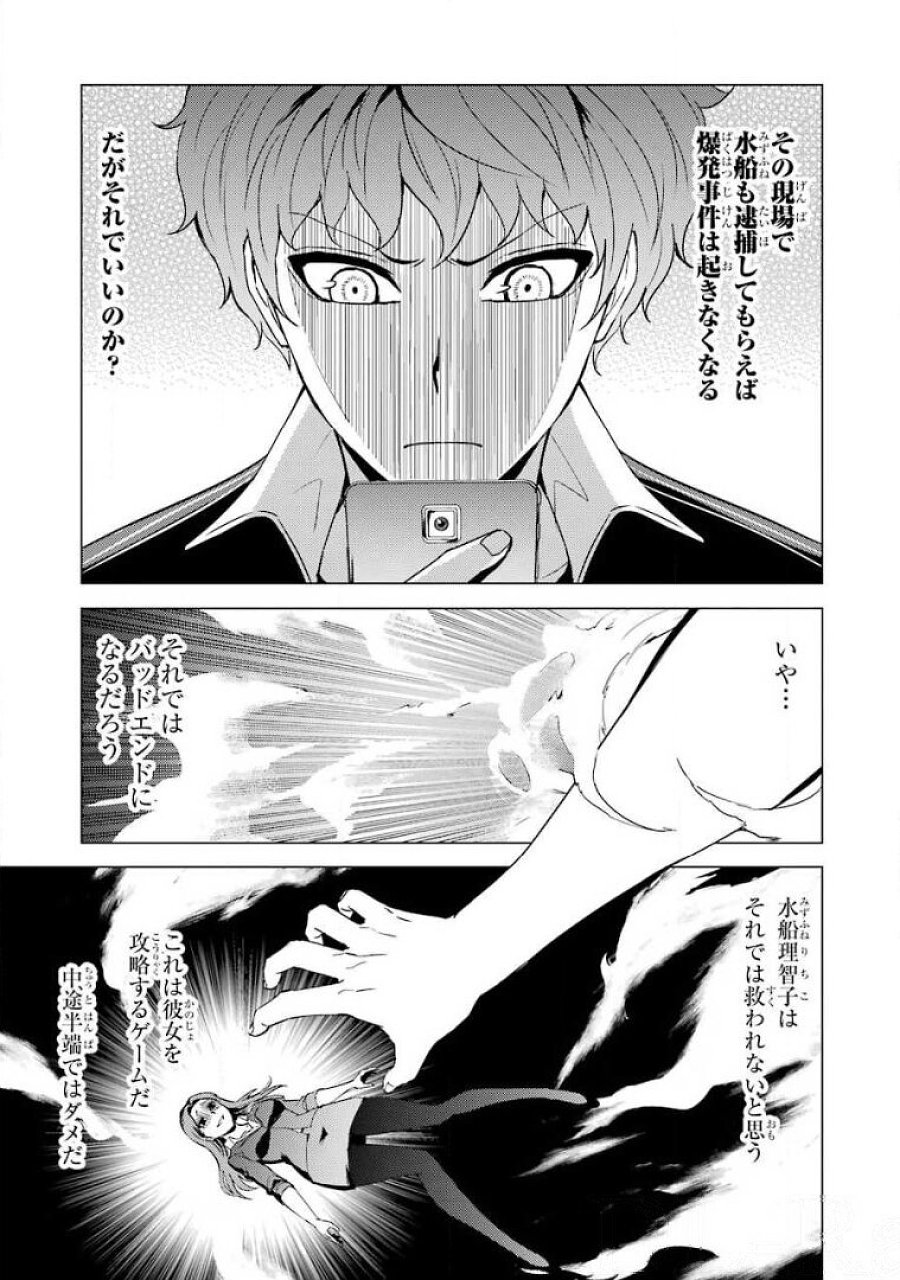 その現場で
水船も逮捕してもらえば
爆発事件は起きなくなる
だがそれでいいのか？
いや…
それでは
バッドエンドに
なるだろう
水船理智子は
それでは救われないと思う
これは彼女を
攻略するゲームだ
中途半端ではダメだ